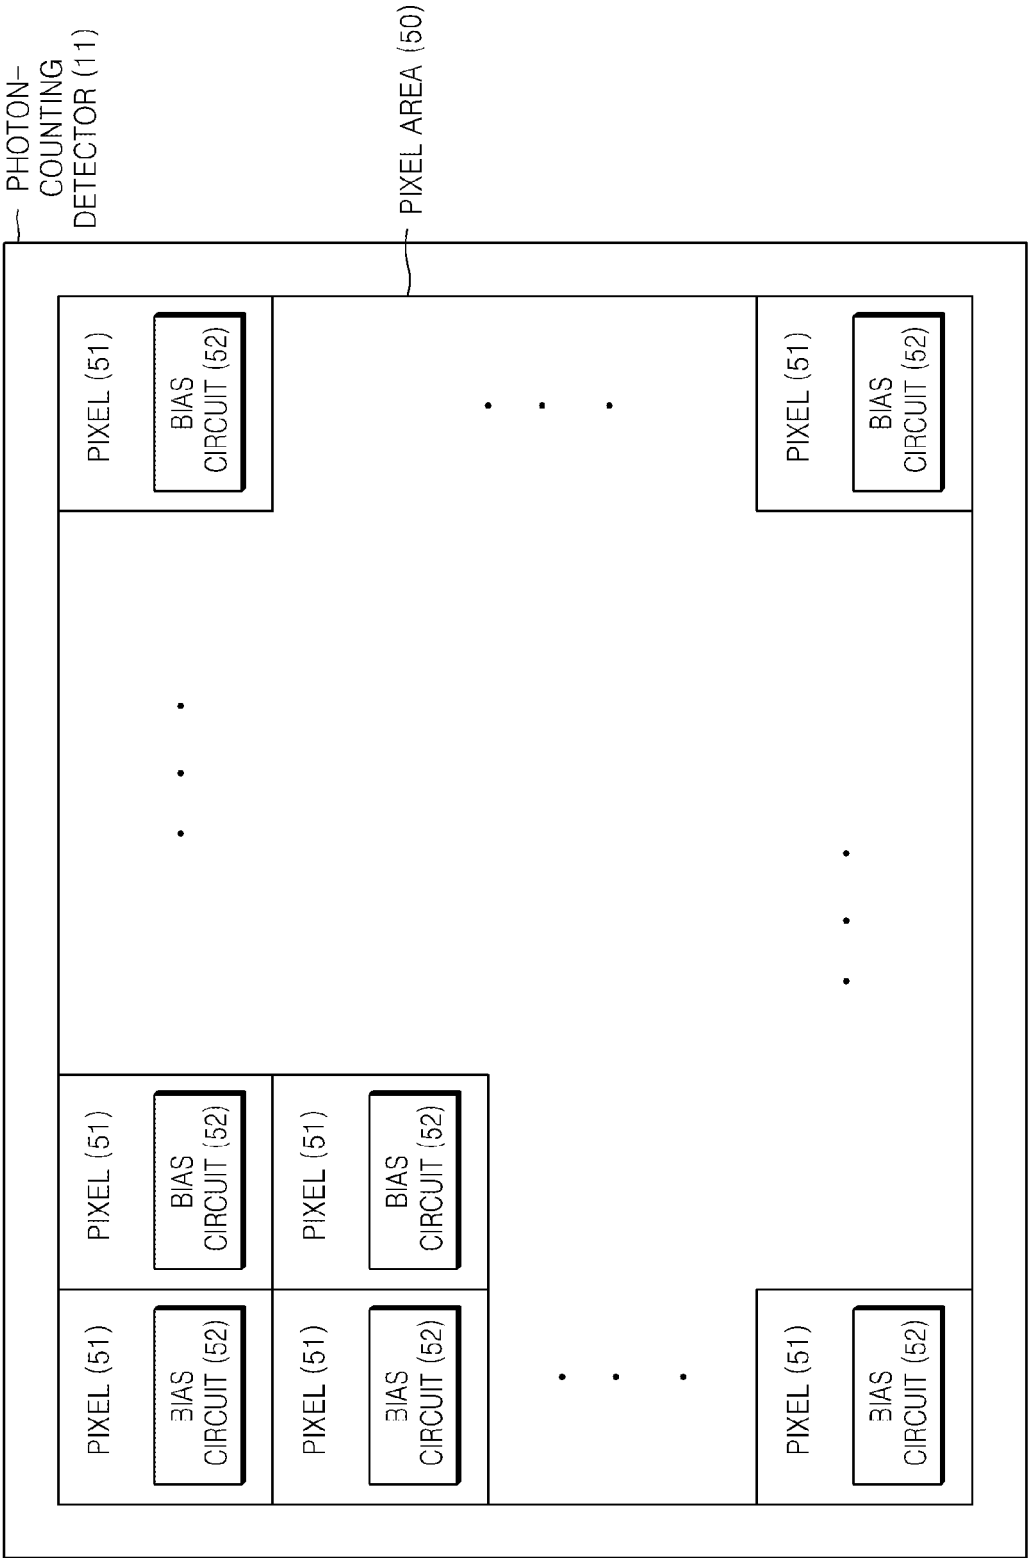 PHOTON-
COUNTING
DETECTOR (11)
PIXEL AREA (50)
PIXEL (51)
BIAS
CIRCUIT (52)
PIXEL (51)
BIAS
CIRCUIT (52)
PIXEL (51)
BIAS
CIRCUIT (52)
PIXEL (51)
BIAS
CIRCUIT (52)
PIXEL (51)
BIAS
CIRCUIT (52)
PIXEL (51)
BIAS
CIRCUIT (52)
PIXEL (51)
BIAS
CIRCUIT (52)